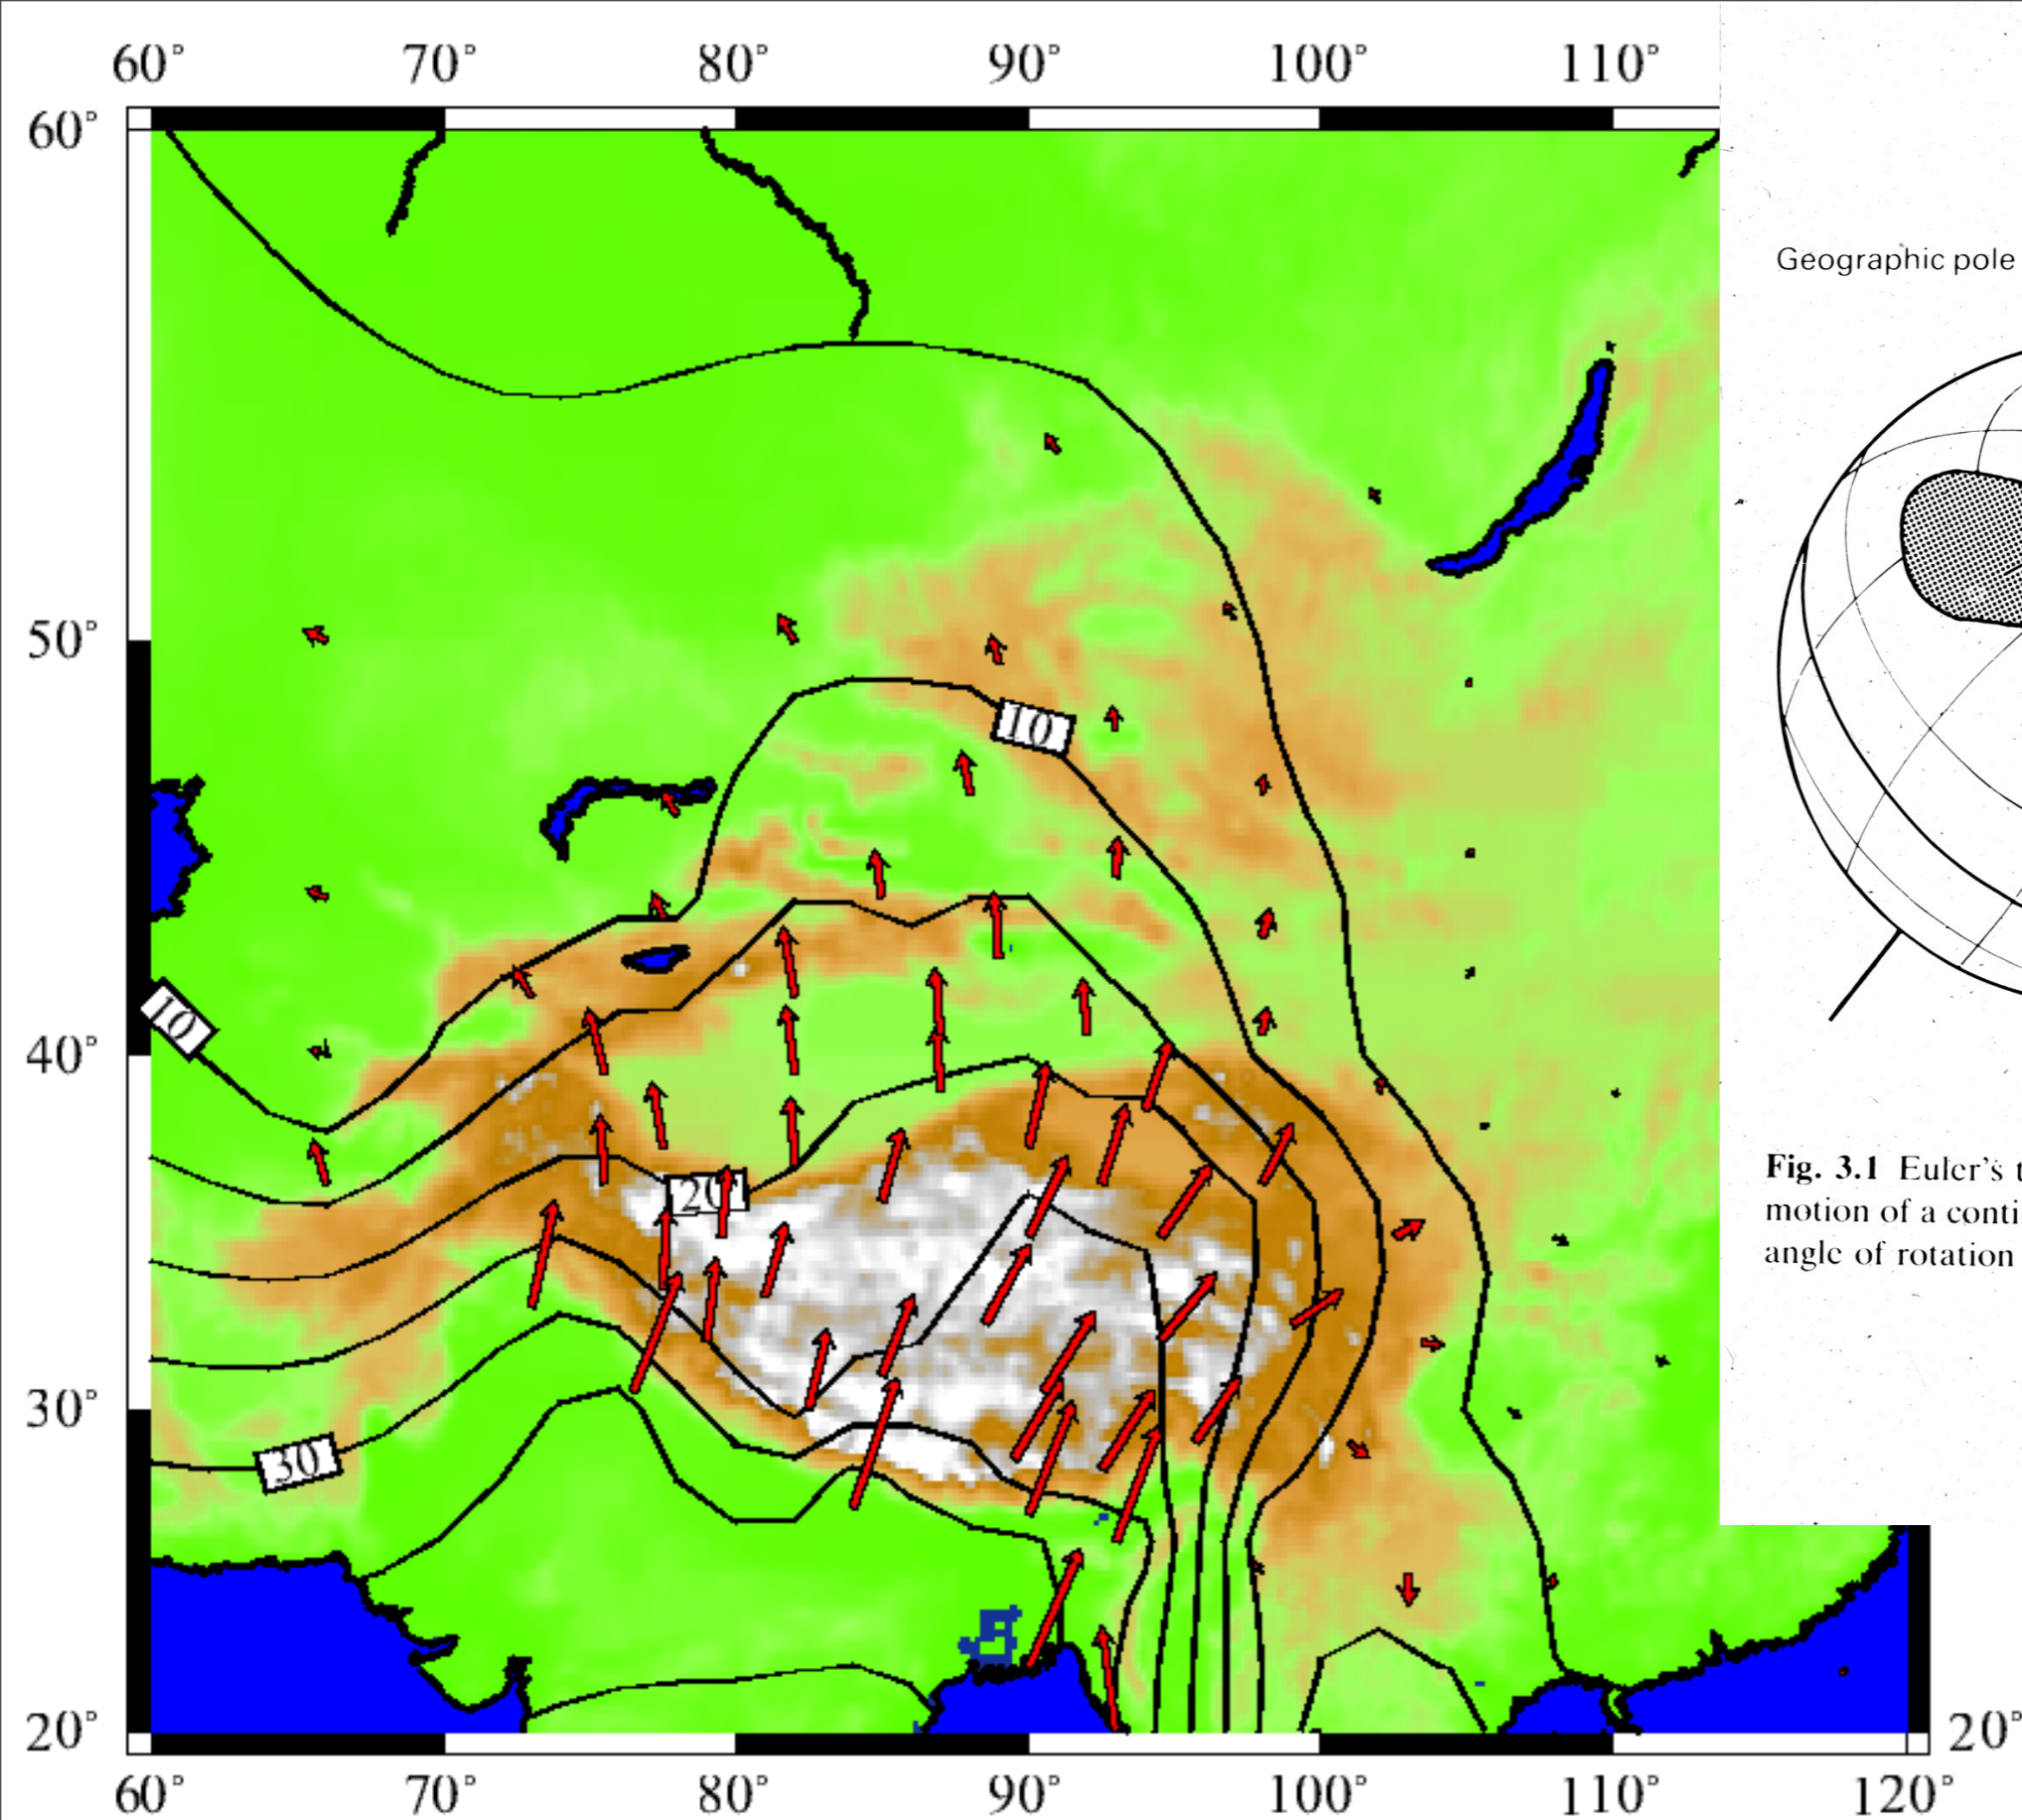 60° 70° 80° 90° 100° 110°
60°
Geographic pole
50°
10
10
40°
Fig. 3.1 Euler's
motion of a conti
angle of rotation
20
30°
30
20° 20°
60° 70° 80° 90° 100° 110° 120°